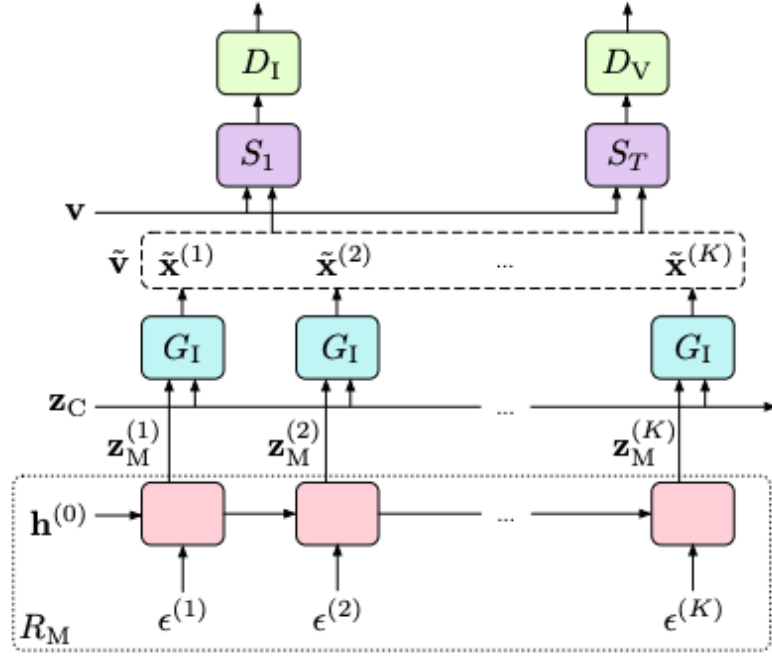 D_I D_V
S_1 S_T
v
ṽ x̃^(1) x̃^(2) ... x̃^(K)
G_I G_I G_I
z_C ...
z_M^(1) z_M^(2) z_M^(K)
h^(0) ...
ϵ^(1) ϵ^(2) ϵ^(K)
R_M